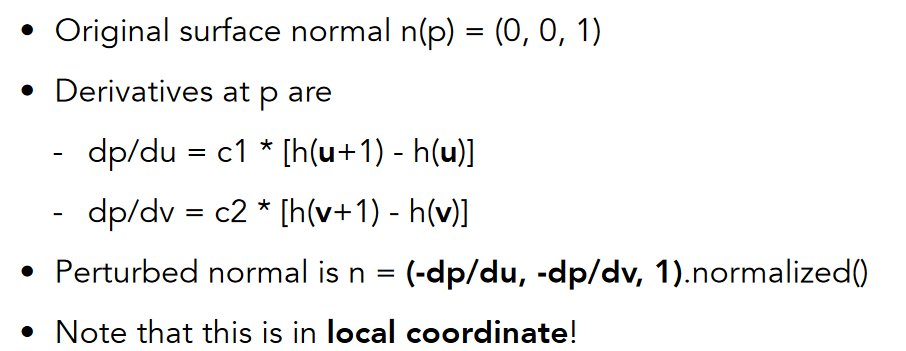 • Original surface normal n(p) = (0, 0, 1)
• Derivatives at p are
- dp/du = c1 * [h(u+1) - h(u)]
- dp/dv = c2 * [h(v+1) - h(v)]
• Perturbed normal is n = (-dp/du, -dp/dv, 1).normalized()
• Note that this is in local coordinate!